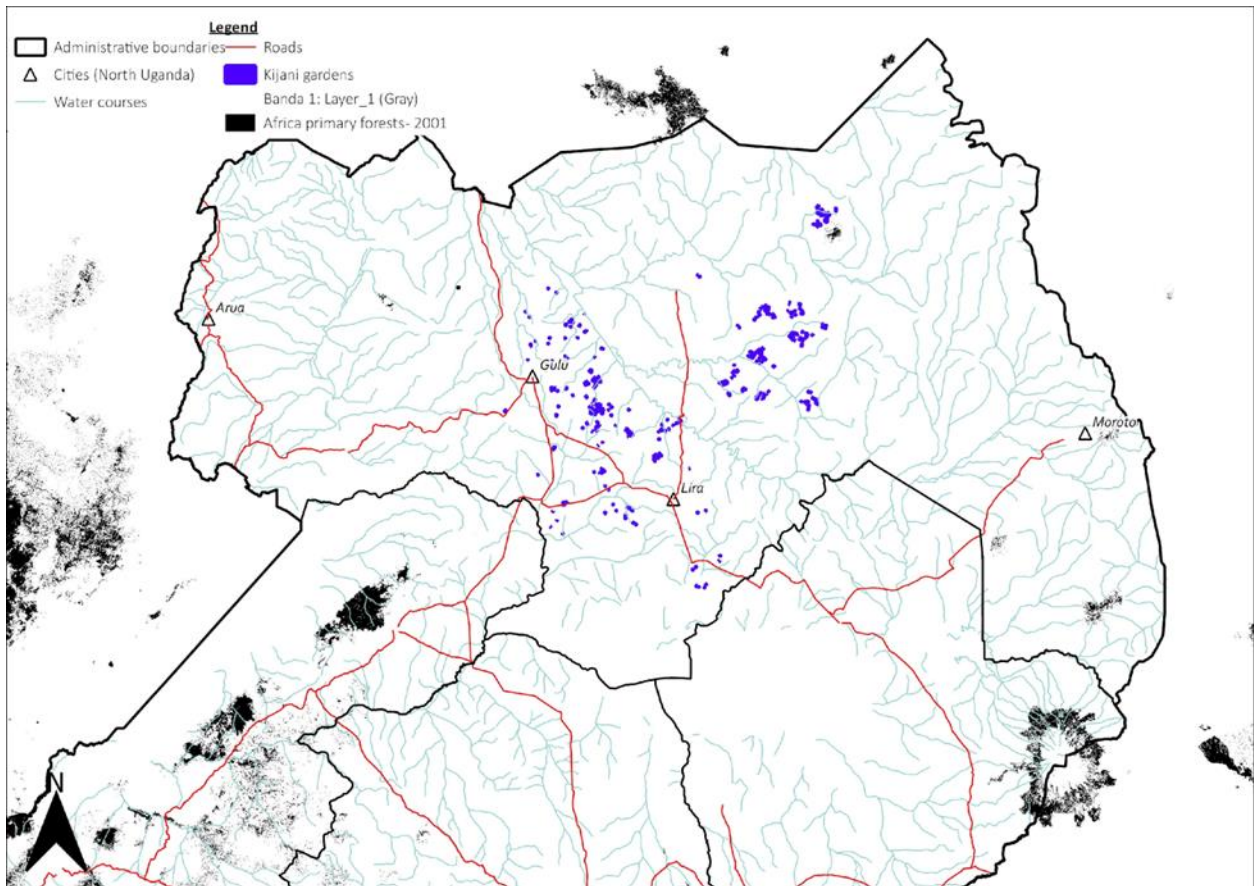 Legend
Administrative boundaries
Roads
Cities (North Uganda)
Kijani gardens
Water courses
Banda 1: Layer_1 (Gray)
Africa primary forests- 2001
Arua
Gulu
Moroto
Lira
N